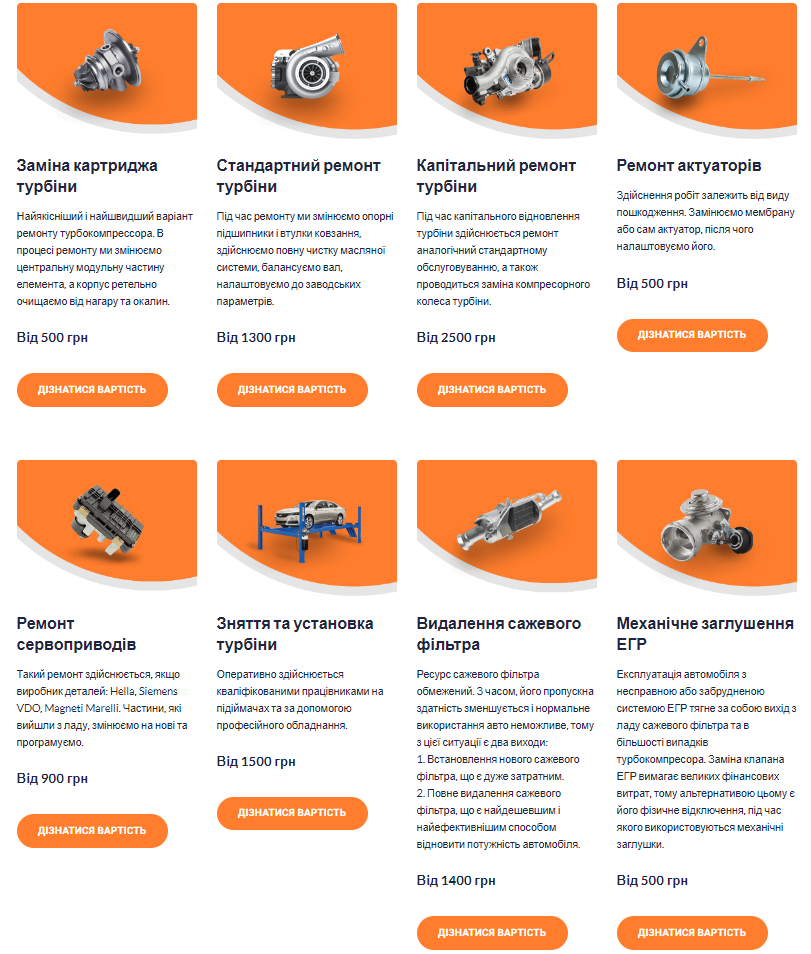 Заміна картриджа
турбіни
Найякісніший і найшвидший варіант
ремонту турбокомпрессора. В
процесі ремонту ми змінюємо
центральну модульну частину
елемента, а корпус ретельно
очищаємо від нагару та окалин.
Від 500 грн
ДІЗНАТИСЯ ВАРТІСТЬ
Стандартний ремонт
турбіни
Під час ремонту ми змінюємо опорні
підшипники і втулки ковзання,
здійснюємо повну чистку масляної
системи, балансуємо вал,
налаштовуємо до заводських
параметрів.
Від 1300 грн
ДІЗНАТИСЯ ВАРТІСТЬ
Капітальний ремонт
турбіни
Під час капітального відновлення
турбіни здійснюється ремонт
аналогічний стандартному
обслуговуванню, а також
проводиться заміна компресорного
колеса турбіни.
Від 2500 грн
ДІЗНАТИСЯ ВАРТІСТЬ
Ремонт актуаторів
Здійснення робіт залежить від виду
пошкодження. Замінюємо мембрану
або сам актуатор, після чого
налаштовуємо його.
Від 500 грн
ДІЗНАТИСЯ ВАРТІСТЬ
Ремонт
сервоприводів
Такий ремонт здійснюється, якщо
виробник деталей: Hella, Siemens
VDO, Magneti Marelli. Частини, які
вийшли з ладу, змінюємо на нові та
програмуємо.
Від 900 грн
ДІЗНАТИСЯ ВАРТІСТЬ
Зняття та установка
турбіни
Оперативно здійснюється
кваліфікованими працівниками на
підіймачах та за допомогою
професійного обладнання.
Від 1500 грн
ДІЗНАТИСЯ ВАРТІСТЬ
Видалення сажевого
фільтра
Ресурс сажевого фільтра
обмежений. З часом, його пропускна
здатність зменшується і нормальне
використання авто неможливе, тому
з цієї ситуації є два виходи:
1. Встановлення нового сажевого
фільтра, що є дуже затратним.
2. Повне видалення сажевого
фільтра, що є найдешевшим і
найефективнішим способом
відновити потужність автомобіля.
Від 1400 грн
ДІЗНАТИСЯ ВАРТІСТЬ
Механічне заглушення
ЕГР
Експлуатація автомобіля з
несправною або забрудненою
системою ЕГР тягне за собою вихід з
ладу сажевого фільтра та в
більшості випадків
турбокомпресора. Заміна клапана
ЕГР вимагає великих фінансових
витрат, тому альтернативою цьому є
його фізичне відключення, під час
якого використовуються механічні
заглушки.
Від 500 грн
ДІЗНАТИСЯ ВАРТІСТЬ